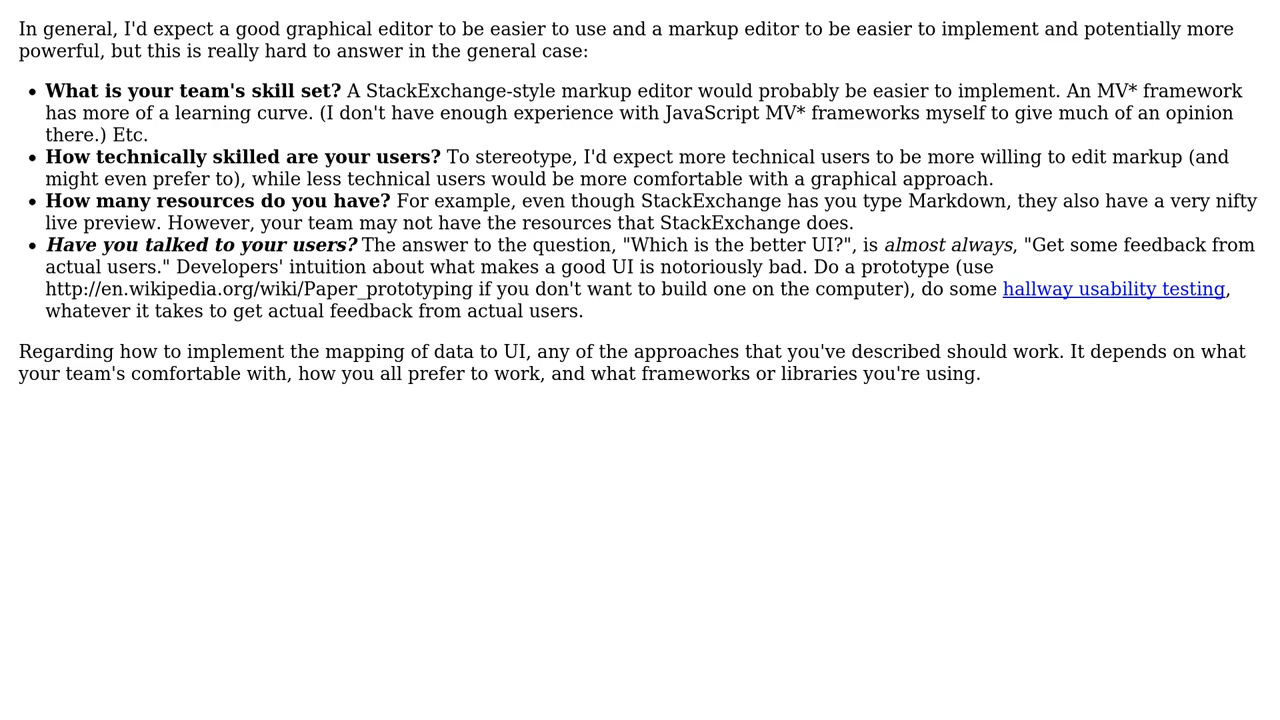 In general, I'd expect a good graphical editor to be easier to use and a markup editor to be easier to implement and potentially more
powerful, but this is really hard to answer in the general case:
• What is your team's skill set? A StackExchange-style markup editor would probably be easier to implement. An MV* framework
has more of a learning curve. (I don't have enough experience with JavaScript MV* frameworks myself to give much of an opinion
there.) Etc.
• How technically skilled are your users? To stereotype, I'd expect more technical users to be more willing to edit markup (and
might even prefer to), while less technical users would be more comfortable with a graphical approach.
• How many resources do you have? For example, even though StackExchange has you type Markdown, they also have a very nifty
live preview. However, your team may not have the resources that StackExchange does.
• Have you talked to your users? The answer to the question, "Which is the better UI?", is almost always, "Get some feedback from
actual users." Developers' intuition about what makes a good UI is notoriously bad. Do a prototype (use
http://en.wikipedia.org/wiki/Paper_prototyping if you don't want to build one on the computer), do some hallway usability testing,
whatever it takes to get actual feedback from actual users.
Regarding how to implement the mapping of data to UI, any of the approaches that you've described should work. It depends on what
your team's comfortable with, how you all prefer to work, and what frameworks or libraries you're using.